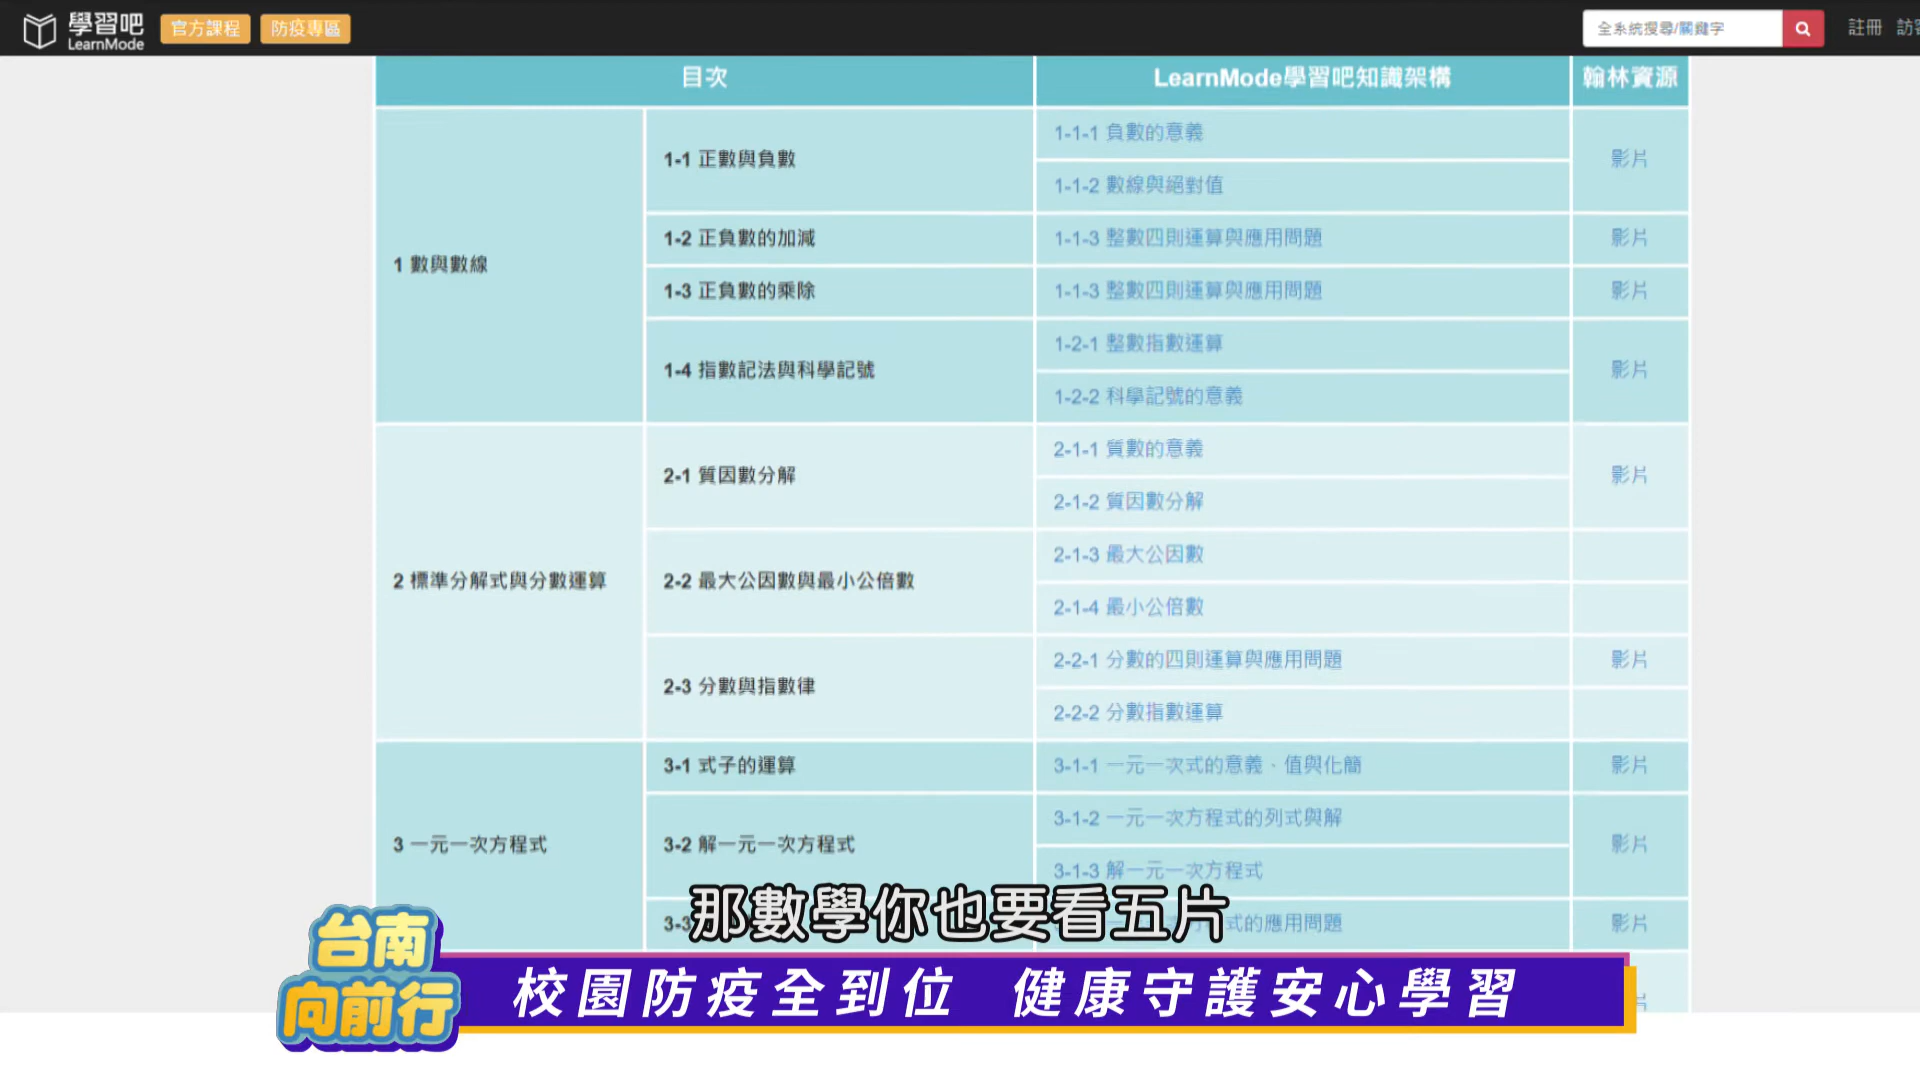 學習吧
LearnMode
官方課程
防疫專區
全系統搜尋/關鍵字
註冊
目次
LearnMode學習吧知識架構
翰林資源
1 數與數線
1-1 正數與負數
1-1-1 負數的意義
影片
1-1-2 數線與絕對值
1-2 正負數的加減
1-1-3 整數四則運算與應用問題
影片
1-3 正負數的乘除
1-1-3 整數四則運算與應用問題
影片
1-4 指數記法與科學記號
1-2-1 整數指數運算
影片
1-2-2 科學記號的意義
2 標準分解式與分數運算
2-1 質因數分解
2-1-1 質數的意義
影片
2-1-2 質因數分解
2-2 最大公因數與最小公倍數
2-1-3 最大公因數
2-1-4 最小公倍數
2-3 分數與指數律
2-2-1 分數的四則運算與應用問題
影片
2-2-2 分數指數運算
3 一元一次方程式
3-1 式子的運算
3-1-1 一元一次式的意義、值與化簡
影片
3-2 解一元一次方程式
3-1-2 一元一次方程式的列式與解
影片
3-1-3 解一元一次方程式
3-3
式的應用問題
影片
那數學你也要看五片
台南
向前行
校園防疫全到位 健康守護安心學習